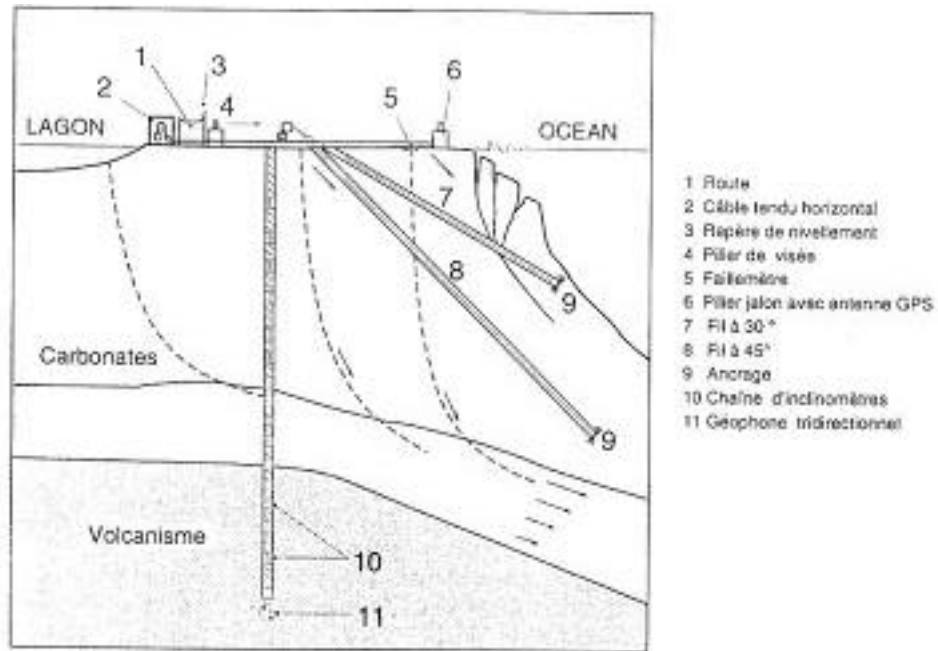 1
3
2
4
6
5
LAGON
OCEAN
7
8
9
9
Carbonates
Volcanisme
10
11
1 Route
2 Câble tendu horizontal
3 Repère de nivellement
4 Pilier de visée
5 Faillemètre
6 Pilier jalon avec antenne GPS
7 Fil à 30°
8 Fil à 45°
9 Ancrage
10 Chaîne d'inclinomètres
11 Géophone tridirectionnel